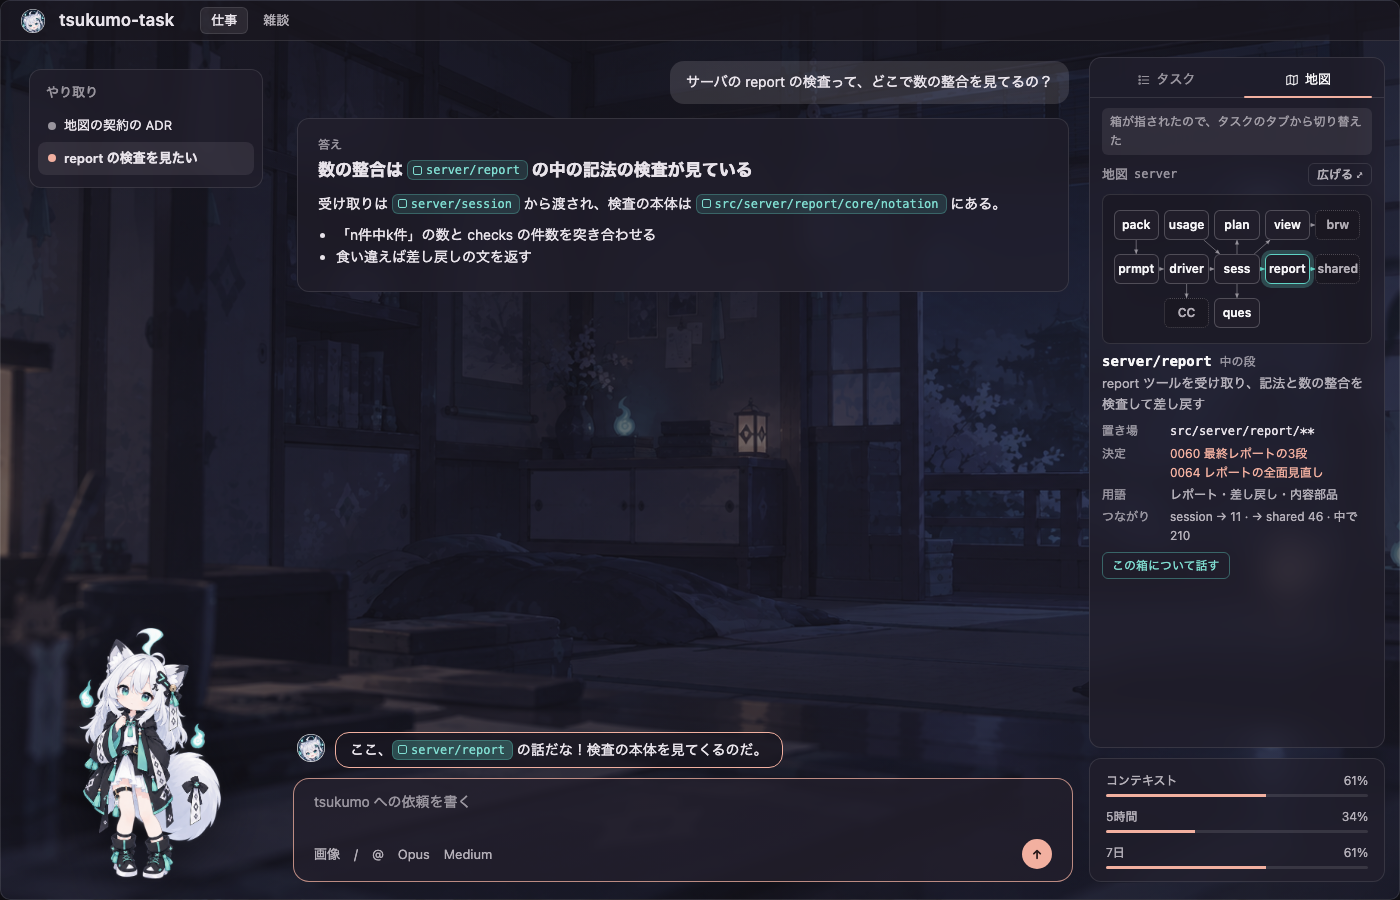 tsukumo-task
仕事
雑談
やり取り
地図の契約の ADR
report の検査を見たい
サーバの report の検査って、どこで数の整合を見てるの？
答え
数の整合は server/report の中の記法の検査が見ている
受け取りは server/session から渡され、検査の本体は src/server/report/core/notation にある。
• 「n件中k件」の数と checks の件数を突き合わせる
• 食い違えば差し戻しの文を返す
ここ、 server/report の話だな！検査の本体を見てくるのだ。
tsukumo への依頼を書く
画像 / @ Opus Medium
タスク
地図
箱が指されたので、タスクのタブから切り替え
た
地図 server
広げる
pack usage plan view brw
prmpt driver sess report shared
CC ques
server/report 中の段
report ツールを受け取り、記法と数の整合を
検査して差し戻す
置き場 src/server/report/**
決定 0060 最終レポートの3段
0064 レポートの全面見直し
用語 レポート・差し戻し・内容部品
つながり session → 11 · → shared 46 · 中で
210
この箱について話す
コンテキスト 61%
5時間 34%
7日 61%